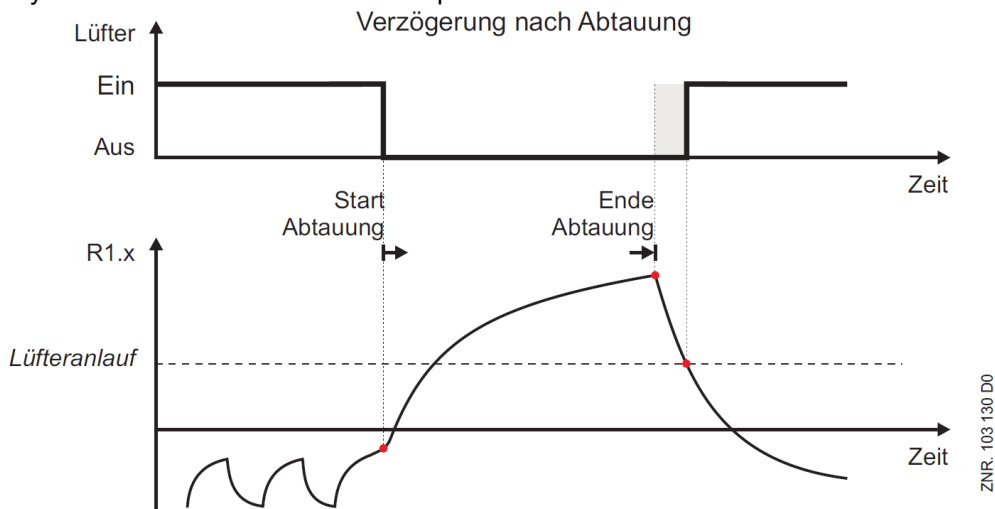 Verzögerung nach Abtauung
Lüfter
Ein
Aus
Zeit
Start
Abtauung
Ende
Abtauung
R1.x
Lüfteranlauf
Zeit
ZNR. 103 130 D0